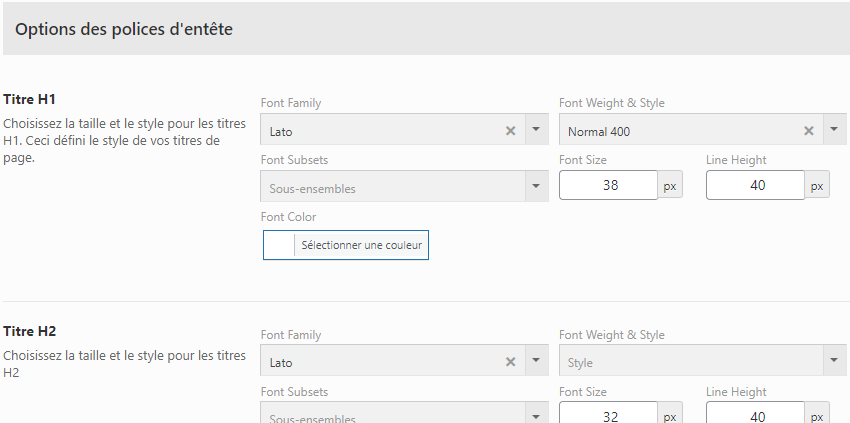 Options des polices d'entête
Titre H1
Choisissez la taille et le style pour les titres
H1. Ceci défini le style de vos titres de
page.
Font Family
Lato
Font Weight & Style
Normal 400
Font Subsets
Sous-ensembles
Font Size
38 px
Line Height
40 px
Font Color
Sélectionner une couleur
Titre H2
Choisissez la taille et le style pour les titres
H2
Font Family
Lato
Font Weight & Style
Style
Font Subsets
Sous-ensembles
Font Size
32 px
Line Height
40 px